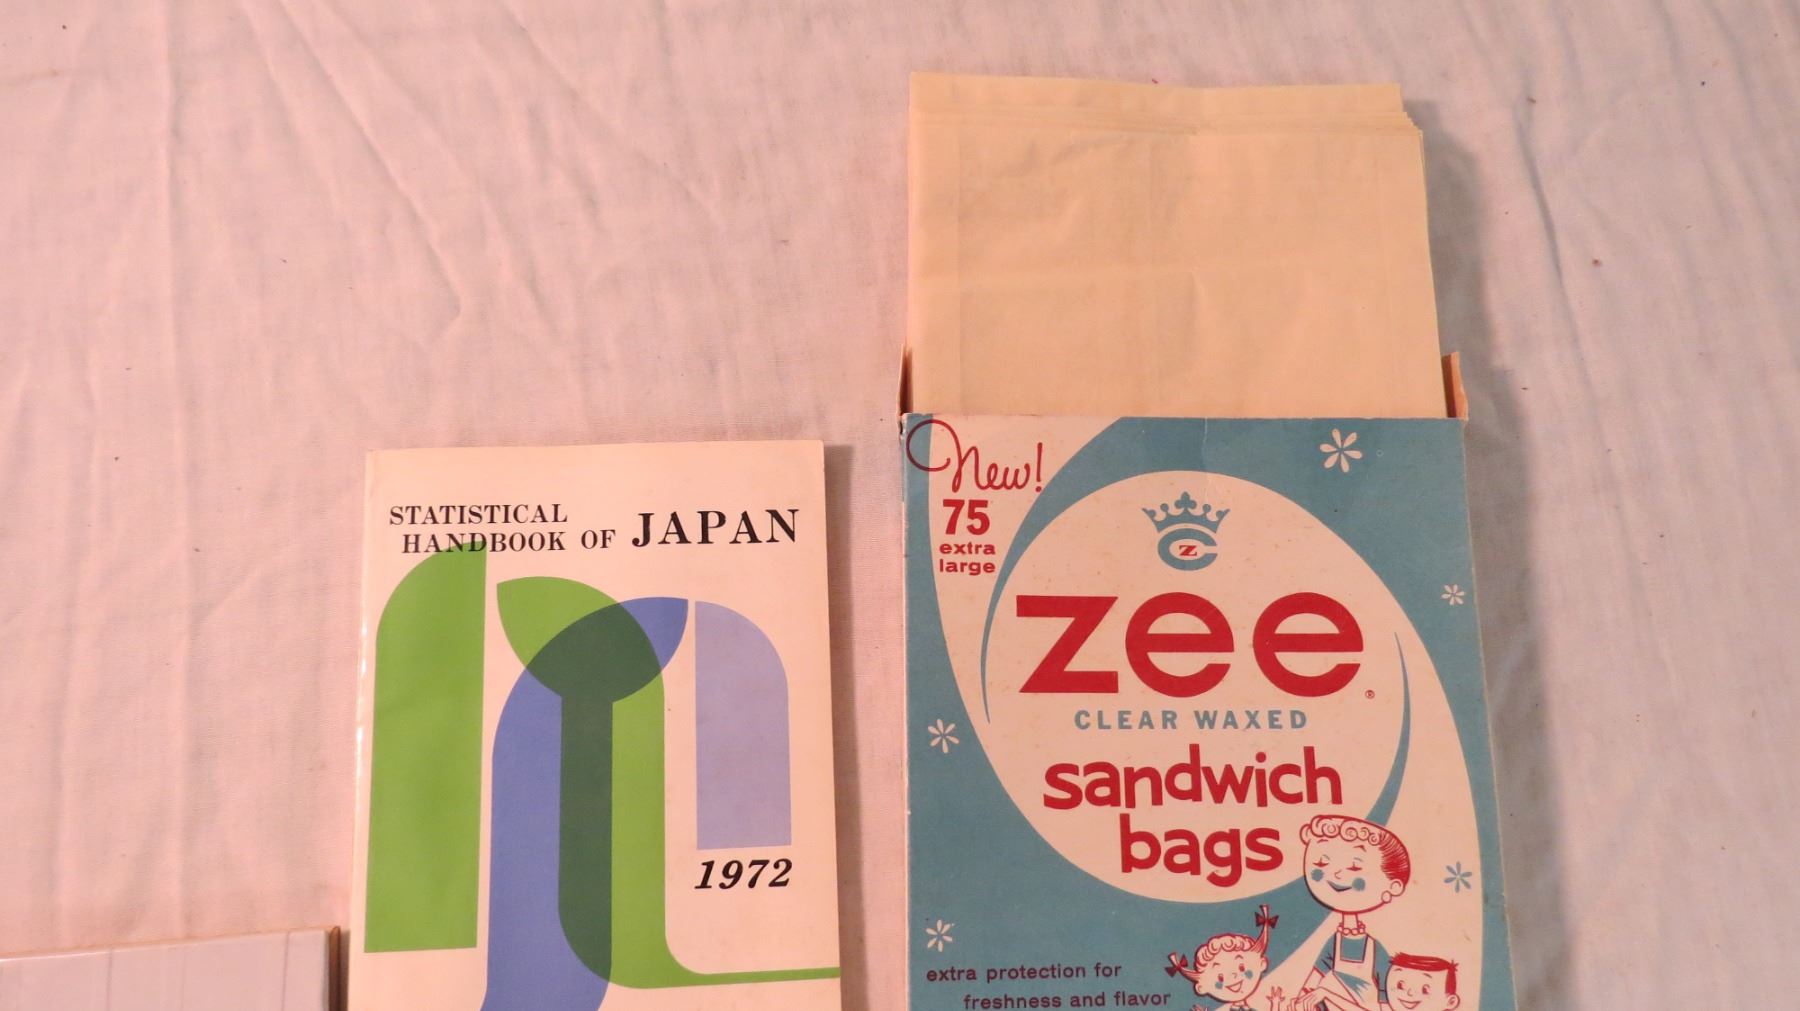 STATISTICAL
HANDBOOK OF JAPAN
1972
New!
75
extra
large
CZ
zee®
CLEAR WAXED
sandwich
bags
extra protection for
freshness and flavor